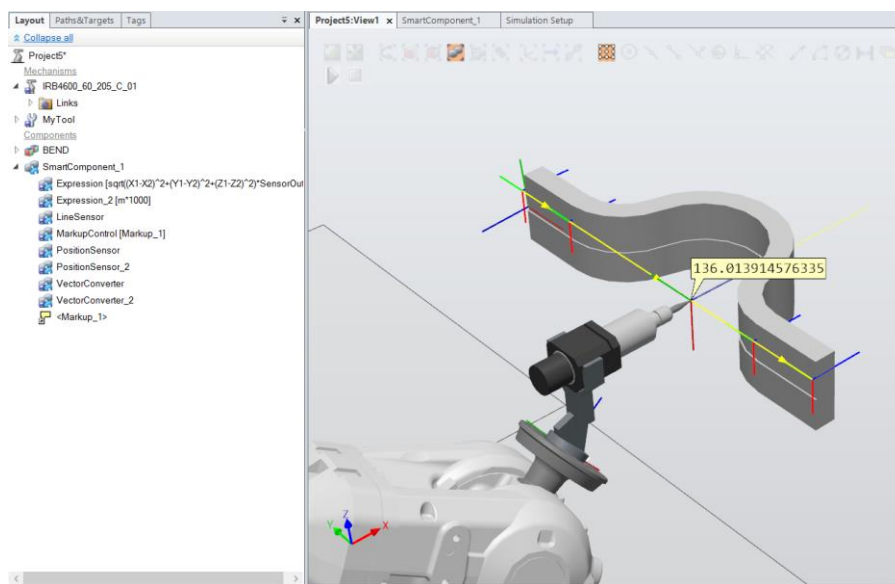 Layout Paths&Targets Tags
Collapse all
Project5*
Mechanisms
IRB4600_60_205_C_01
Links
MyTool
Components
BEND
SmartComponent_1
Expression [sqrt((X1-X2)^2+(Y1-Y2)^2+(Z1-Z2)^2)*SensorOut
Expression_2 [m*1000]
LineSensor
MarkupControl [Markup_1]
PositionSensor
PositionSensor_2
VectorConverter
VectorConverter_2
<Markup_1>
Project5:View1 SmartComponent_1 Simulation Setup
136.013914576335
Z
Y X